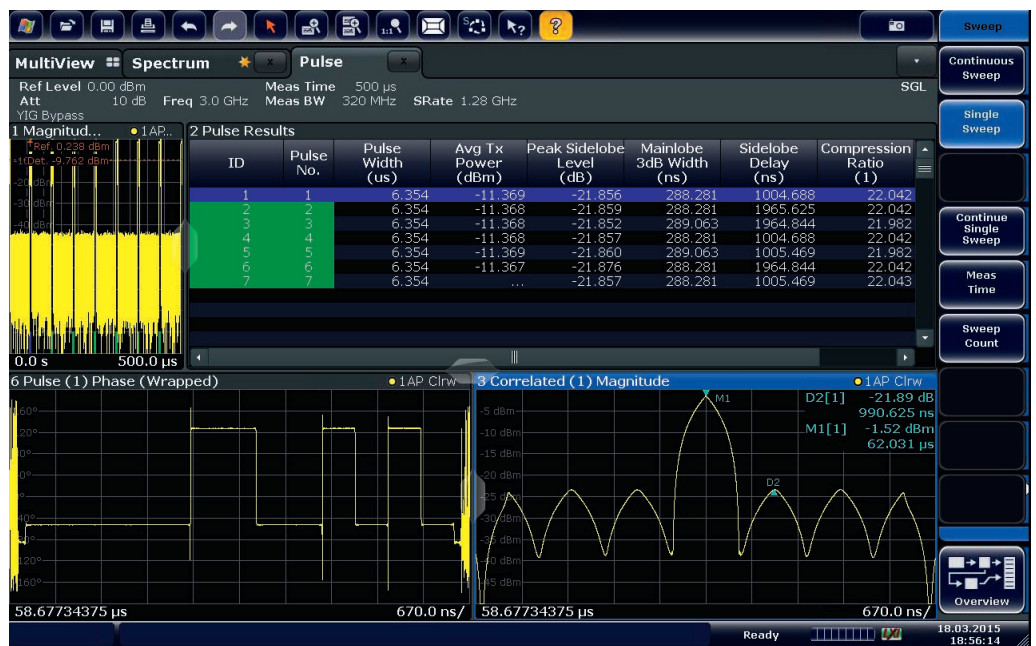 Sweep
MultiView Spectrum x Pulse x
Ref Level 0.00 dBm Meas Time 500 µs SGL
Att 10 dB Freq 3.0 GHz Meas BW 320 MHz SRate 1.28 GHz
YIG Bypass
1 Magnitud... 1AP...
Ref. 0.238 dBm
Det. -9.762 dBm
-20 dBm
-30 dBm
-40 dBm
0.0 s 500.0 µs
2 Pulse Results
ID Pulse No. Pulse Width (us) Avg Tx Power (dBm) Peak Sidelobe Level (dB) Mainlobe 3dB Width (ns) Sidelobe Delay (ns) Compression Ratio (1)
1 1 6.354 -11.369 -21.856 288.281 1004.688 22.042
2 2 6.354 -11.368 -21.859 288.281 1965.625 22.042
3 3 6.354 -11.368 -21.852 289.063 1964.844 21.982
4 4 6.354 -11.368 -21.857 288.281 1004.688 22.042
5 5 6.354 -11.369 -21.860 289.063 1005.469 21.982
6 6 6.354 -11.367 -21.876 288.281 1964.844 22.042
7 7 6.354 ... -21.857 288.281 1005.469 22.043
6 Pulse (1) Phase (Wrapped) 1AP Clrw
58.67734375 µs 670.0 ns/
3 Correlated (1) Magnitude 1AP Clrw
M1
D2[1] -21.89 dB
990.625 ns
M1[1] -1.52 dBm
62.031 µs
D2
-5 dBm
-10 dBm
-15 dBm
-20 dBm
-25 dBm
-30 dBm
-35 dBm
-40 dBm
-45 dBm
58.67734375 µs 670.0 ns/
Continuous
Sweep
Single
Sweep
Continue
Single
Sweep
Meas
Time
Sweep
Count
Overview
Ready
18.03.2015
18:56:14